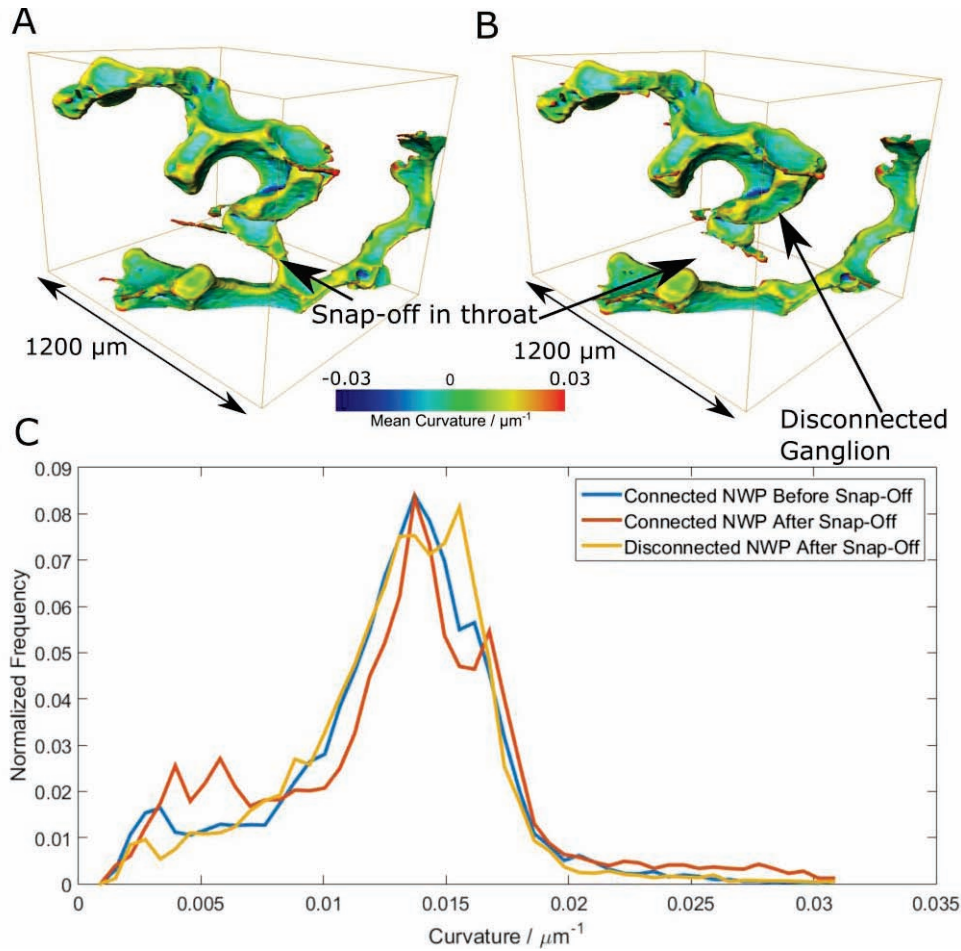 A
B
Snap-off in throat
1200 μm
1200 μm
-0.03
0
0.03
Mean Curvature / μm⁻¹
Disconnected
Ganglion
C
0.09
0.08
0.07
0.06
0.05
0.04
0.03
0.02
0.01
0
Normalized Frequency
Connected NWP Before Snap-Off
Connected NWP After Snap-Off
Disconnected NWP After Snap-Off
0
0.005
0.01
0.015
0.02
0.025
0.03
0.035
Curvature / μm⁻¹